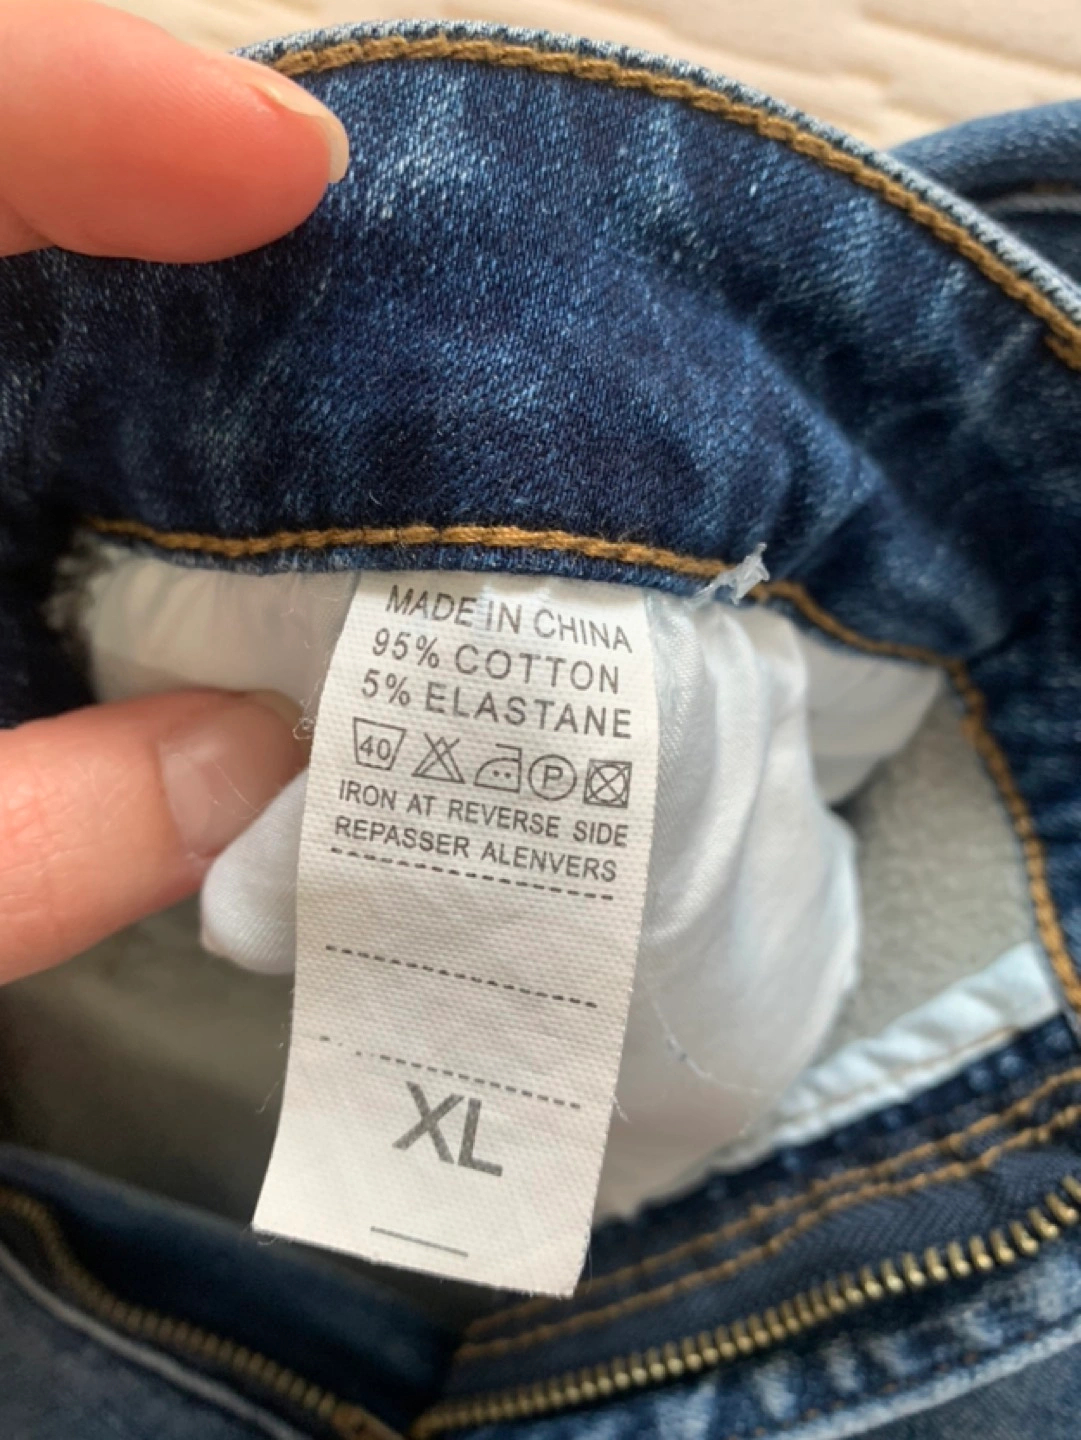 MADE IN CHINA
95% COTTON
5% ELASTANE
40 P
IRON AT REVERSE SIDE
REPASSER ALENVERS
XL